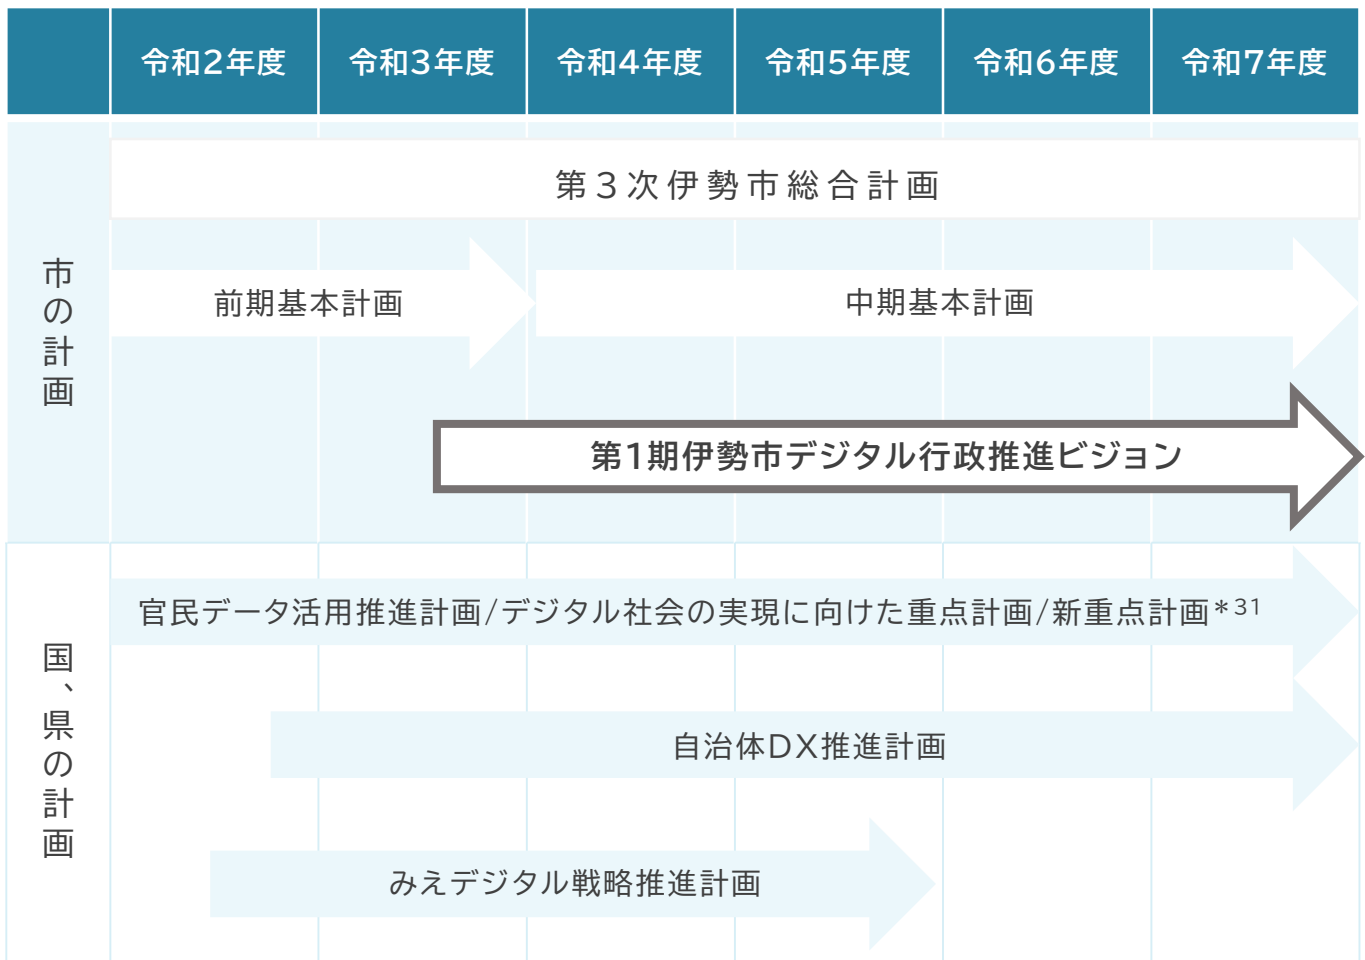 令和2年度 令和3年度 令和4年度 令和5年度 令和6年度 令和7年度
市の計画
第３次伊勢市総合計画
前期基本計画 中期基本計画
第1期伊勢市デジタル行政推進ビジョン
国、県の計画
官民データ活用推進計画/デジタル社会の実現に向けた重点計画/新重点計画*31
自治体DX推進計画
みえデジタル戦略推進計画